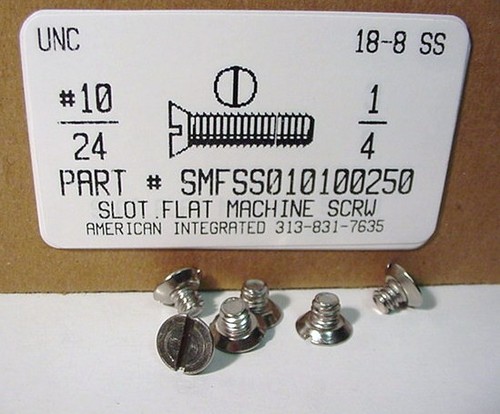 UNC 18-8 SS
#10 1
24 4
PART # SMFSS010100250
SLOT.FLAT MACHINE SCRW
AMERICAN INTEGRATED 313-831-7635